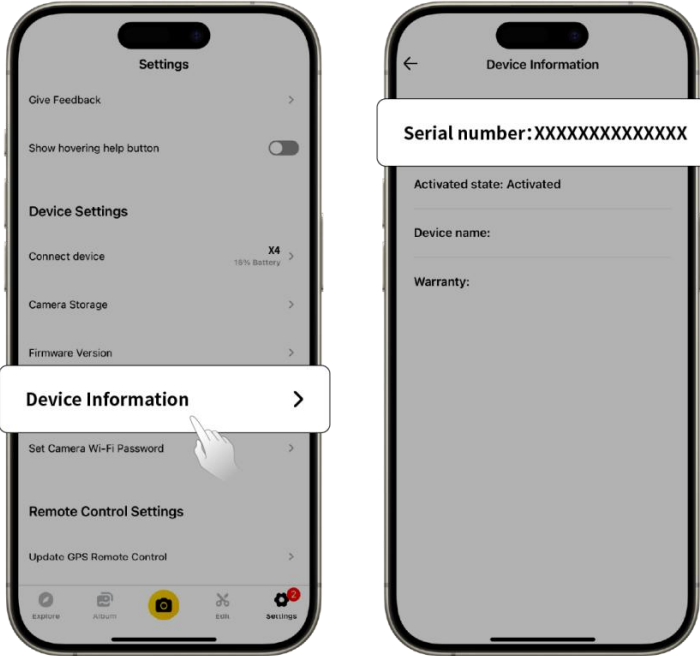 Settings
Give Feedback
Show hovering help button
Device Settings
Connect device
X4
15% Battery
Camera Storage
Firmware Version
Device Information
Set Camera Wi-Fi Password
Remote Control Settings
Update GPS Remote Control
Explore
Album
Edit
2
Settings
Device Information
Serial number:XXXXXXXXXXXXXX
Activated state: Activated
Device name:
Warranty: